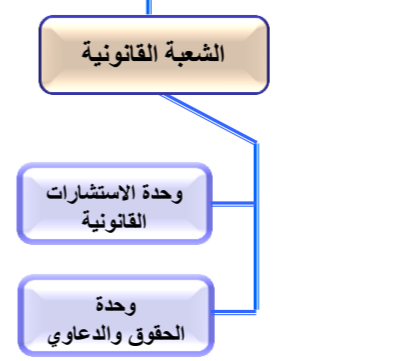 الشعبة القانونية
وحدة الاستشارات
القانونية
وحدة
الحقوق والدعاوي